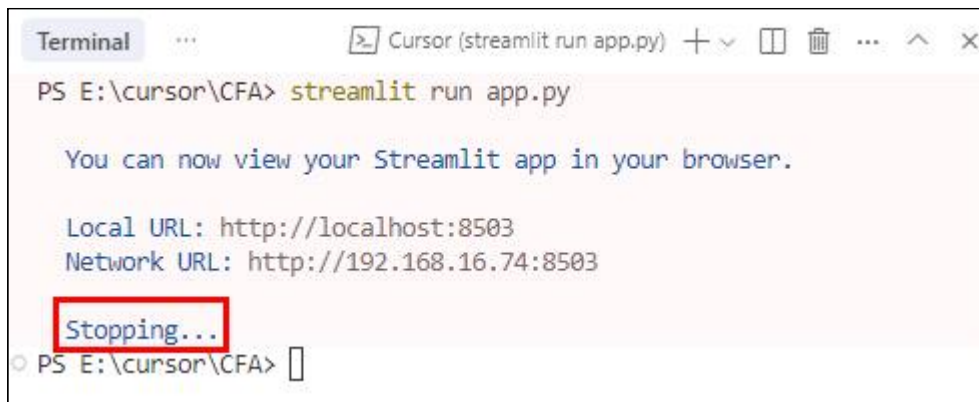 Terminal ... Cursor (streamlit run app.py)
PS E:\cursor\CFA> streamlit run app.py
You can now view your Streamlit app in your browser.
Local URL: http://localhost:8503
Network URL: http://192.168.16.74:8503
Stopping...
PS E:\cursor\CFA>